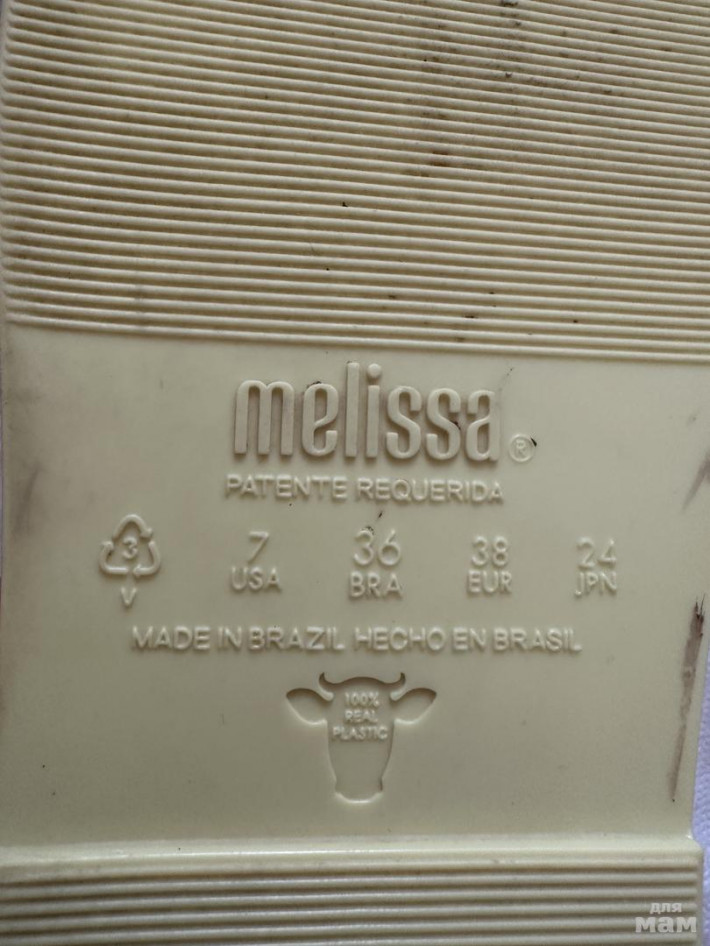 melissa ®
PATENTE REQUERIDA
3 7 36 38 24
V USA BRA EUR JPN
MADE IN BRAZIL HECHO EN BRASIL
100%
REAL
PLASTIC
для
мам